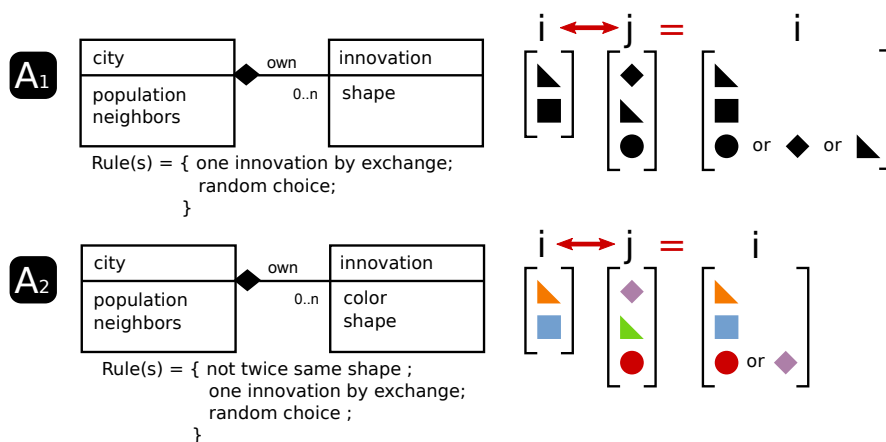 A1
city
population
neighbors
own
0..n
innovation
shape
Rule(s) = { one innovation by exchange;
random choice;
}
i j = i
or or
A2
city
population
neighbors
own
0..n
innovation
color
shape
Rule(s) = { not twice same shape ;
one innovation by exchange;
random choice ;
}
i j = i
or